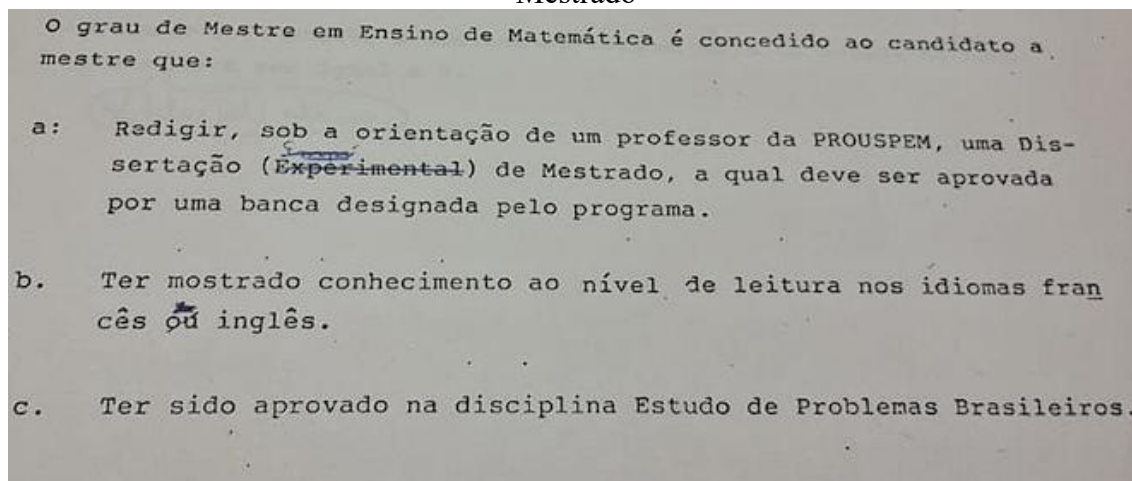 Mestrado
O grau de Mestre em Ensino de Matemática é concedido ao candidato a
mestre que:
a: Redigir, sob a orientação de um professor da PROUSPEM, uma Dis-
sertação (Experimental) de Mestrado, a qual deve ser aprovada
por uma banca designada pelo programa.
b. Ter mostrado conhecimento ao nível de leitura nos idiomas fran
cês ou inglês.
c. Ter sido aprovado na disciplina Estudo de Problemas Brasileiros.